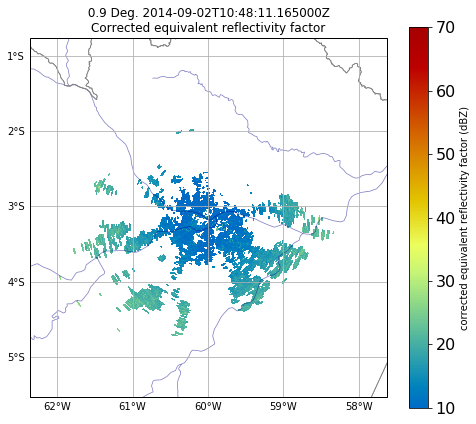 0.9 Deg. 2014-09-02T10:48:11.165000Z
Corrected equivalent reflectivity factor
1°S
2°S
3°S
4°S
5°S
62°W 61°W 60°W 59°W 58°W
70
60
50
40
30
20
10
corrected equivalent reflectivity factor (dBZ)